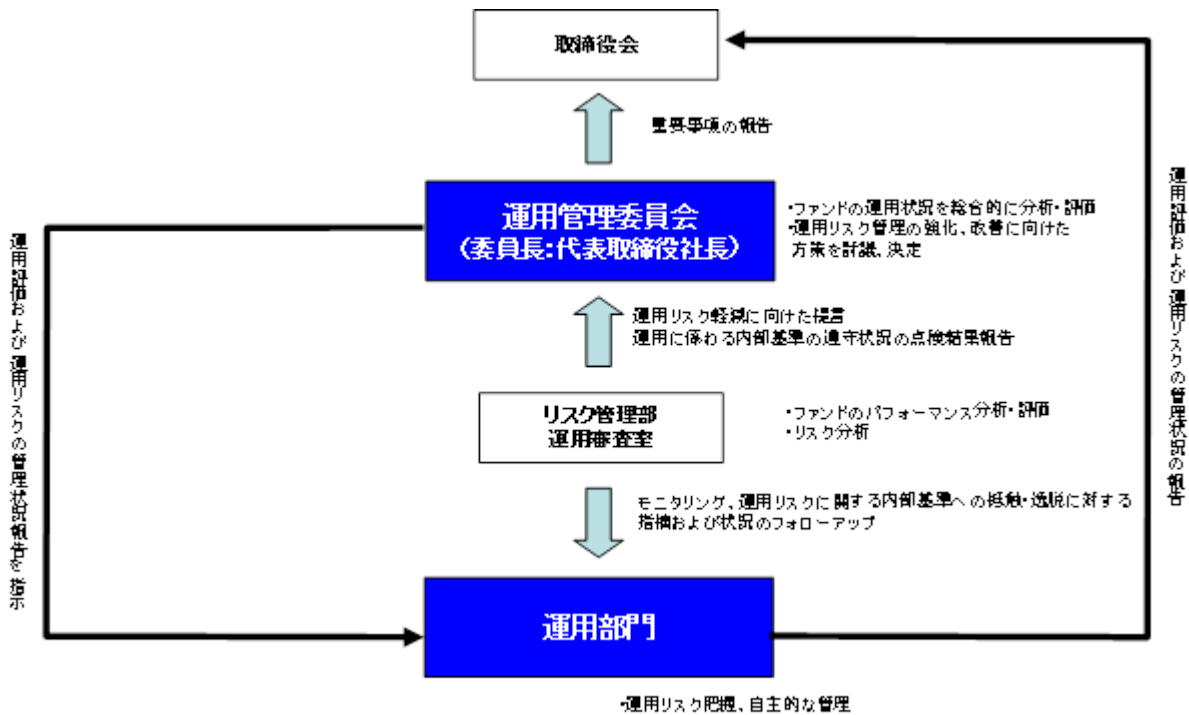 取締役会
重要事項の報告
運用管理委員会
(委員長:代表取締役社長)
・ファンドの運用状況を総合的に分析・評価
・運用リスク管理の強化、改善に向けた
方策を討議、決定
運用リスク軽減に向けた提言
運用に係わる内部基準の遵守状況の点検結果報告
リスク管理部
運用審査室
・ファンドのパフォーマンス分析・評価
・リスク分析
モニタリング、運用リスクに関する内部基準への抵触・逸脱に対する
指摘および状況のフォローアップ
運用部門
・運用リスク把握、自主的な管理
運用評価および運用リスクの管理状況報告を指示
運用評価および運用リスクの管理状況の報告